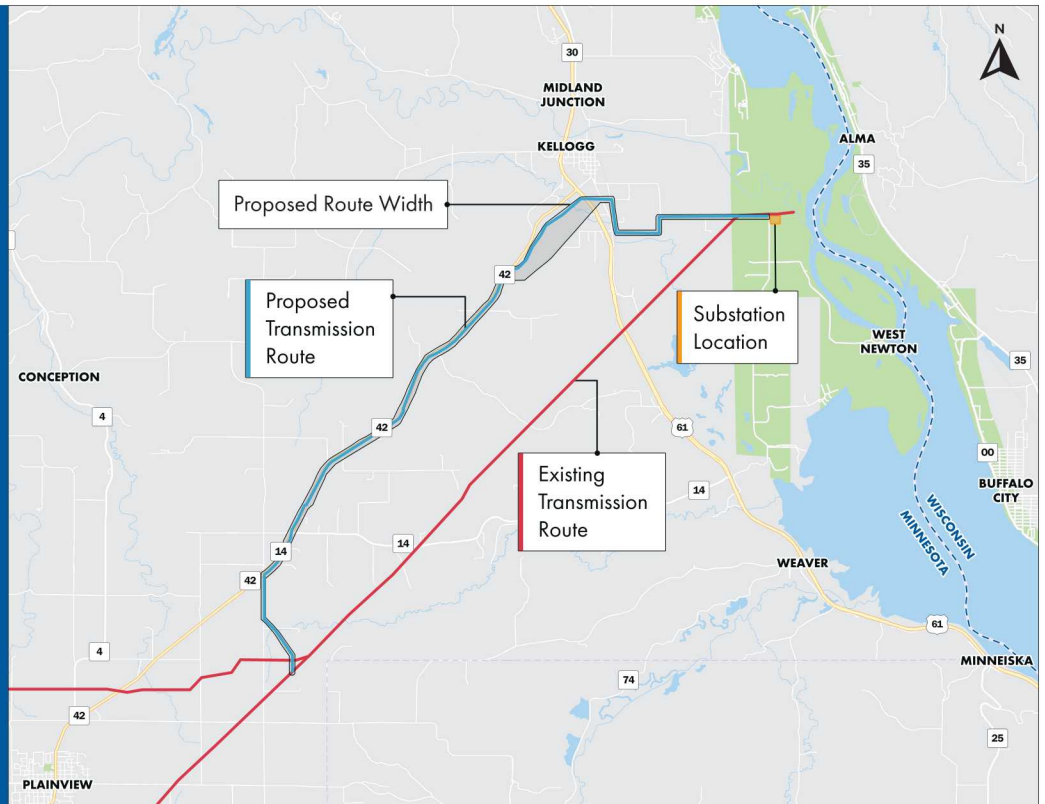 N
30
MIDLAND
JUNCTION
ALMA
35
KELLOGG
Proposed Route Width
42
Proposed
Transmission
Route
Substation
Location
WEST
NEWTON
35
CONCEPTION
4
42
61
00
BUFFALO
CITY
14
Existing
Transmission
Route
WISCONSIN
MINNESOTA
14
14
WEAVER
42
61
4
MINNEISKA
74
42
25
PLAINVIEW